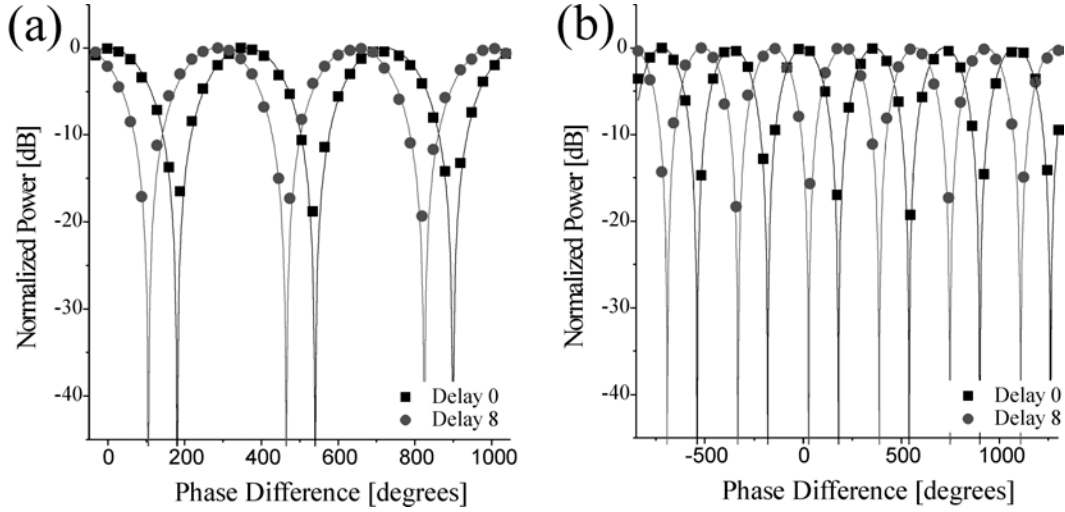 (a)
Normalized Power [dB]
0
-10
-20
-30
-40
0
200
400
600
800
1000
Phase Difference [degrees]
Delay 0
Delay 8
(b)
Normalized Power [dB]
0
-10
-20
-30
-40
-500
0
500
1000
Phase Difference [degrees]
Delay 0
Delay 8